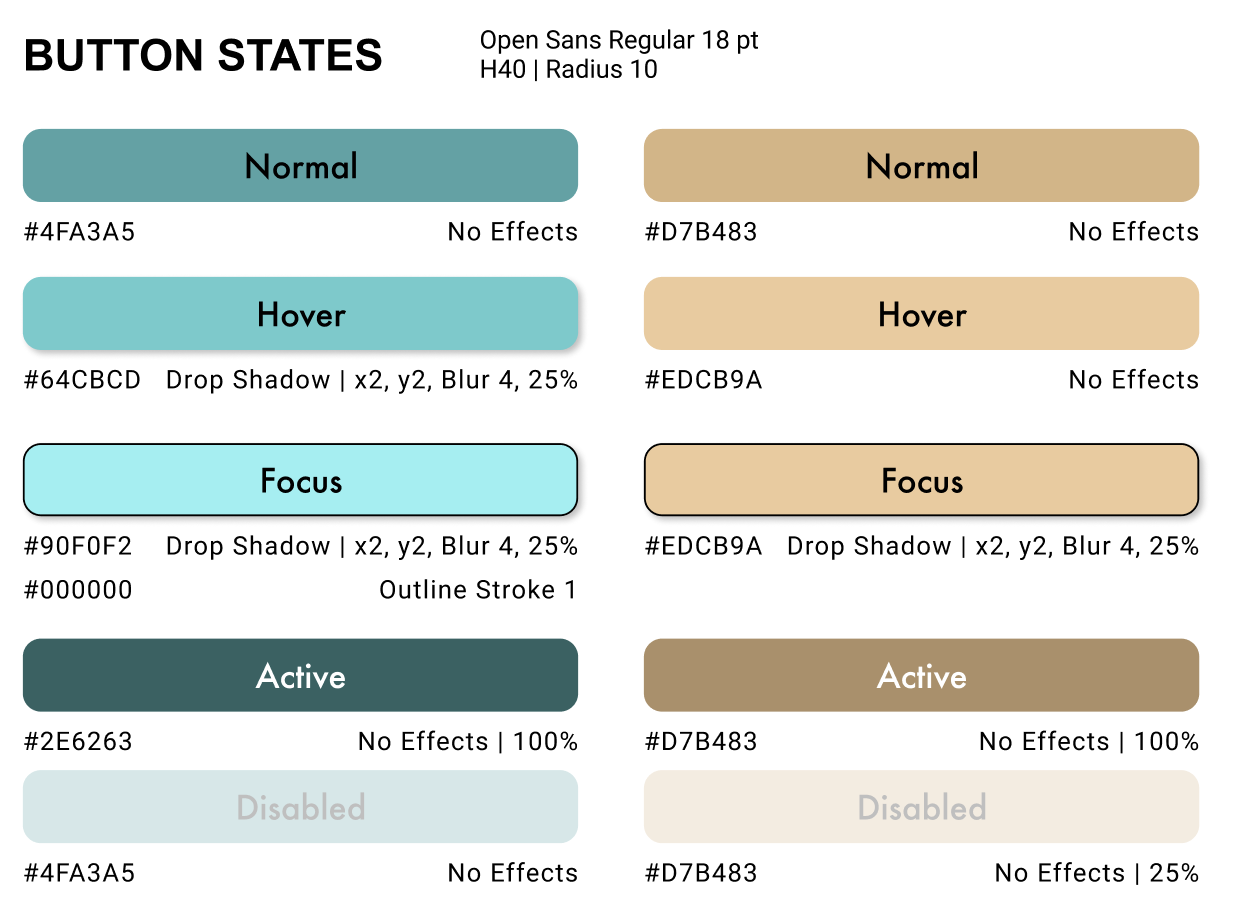 BUTTON STATES
Open Sans Regular 18 pt
H40 | Radius 10
Normal
#4FA3A5 No Effects
Hover
#64CBCD Drop Shadow | x2, y2, Blur 4, 25%
Focus
#90F0F2 Drop Shadow | x2, y2, Blur 4, 25%
#000000 Outline Stroke 1
Active
#2E6263 No Effects | 100%
Disabled
#4FA3A5 No Effects
Normal
#D7B483 No Effects
Hover
#EDCB9A No Effects
Focus
#EDCB9A Drop Shadow | x2, y2, Blur 4, 25%
Active
#D7B483 No Effects | 100%
Disabled
#D7B483 No Effects | 25%